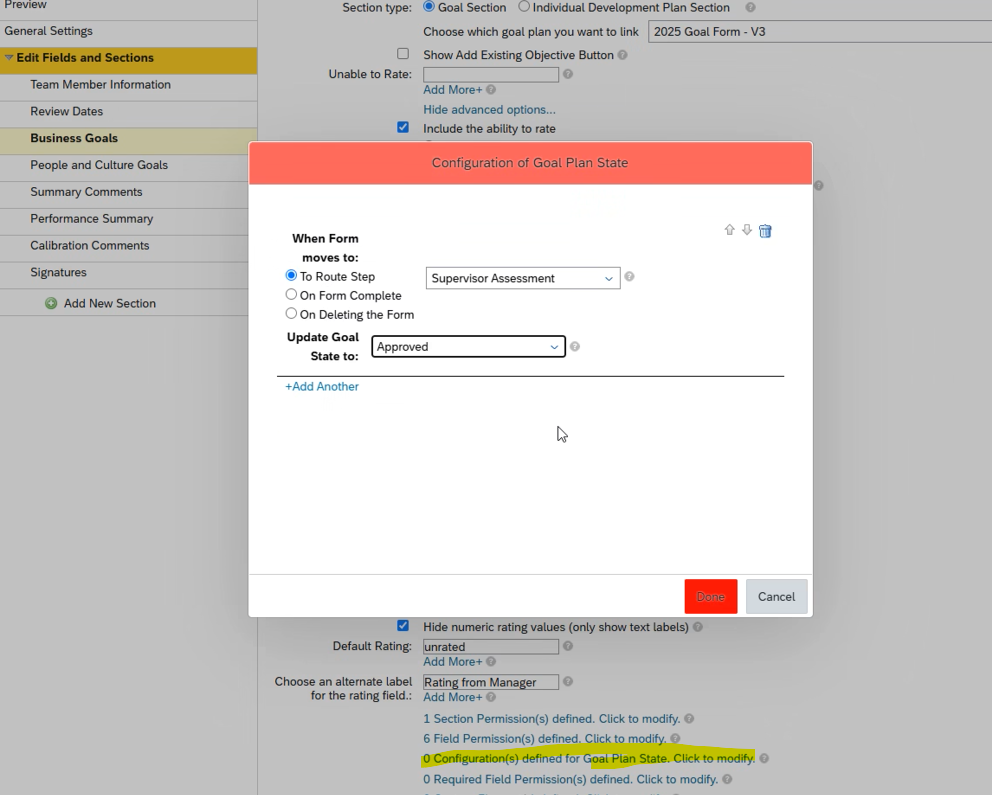 Preview
General Settings
Edit Fields and Sections
Team Member Information
Review Dates
Business Goals
People and Culture Goals
Summary Comments
Performance Summary
Calibration Comments
Signatures
Add New Section
Section type: Goal Section Individual Development Plan Section
Choose which goal plan you want to link 2025 Goal Form - V3
Show Add Existing Objective Button
Unable to Rate:
Add More+
Hide advanced options...
Include the ability to rate
Configuration of Goal Plan State
When Form
moves to:
To Route Step Supervisor Assessment
On Form Complete
On Deleting the Form
Update Goal
State to: Approved
+Add Another
Done Cancel
Hide numeric rating values (only show text labels)
Default Rating: unrated
Add More+
Choose an alternate label
for the rating field.: Rating from Manager
Add More+
1 Section Permission(s) defined. Click to modify.
6 Field Permission(s) defined. Click to modify.
0 Configuration(s) defined for Goal Plan State. Click to modify.
0 Required Field Permission(s) defined. Click to modify.